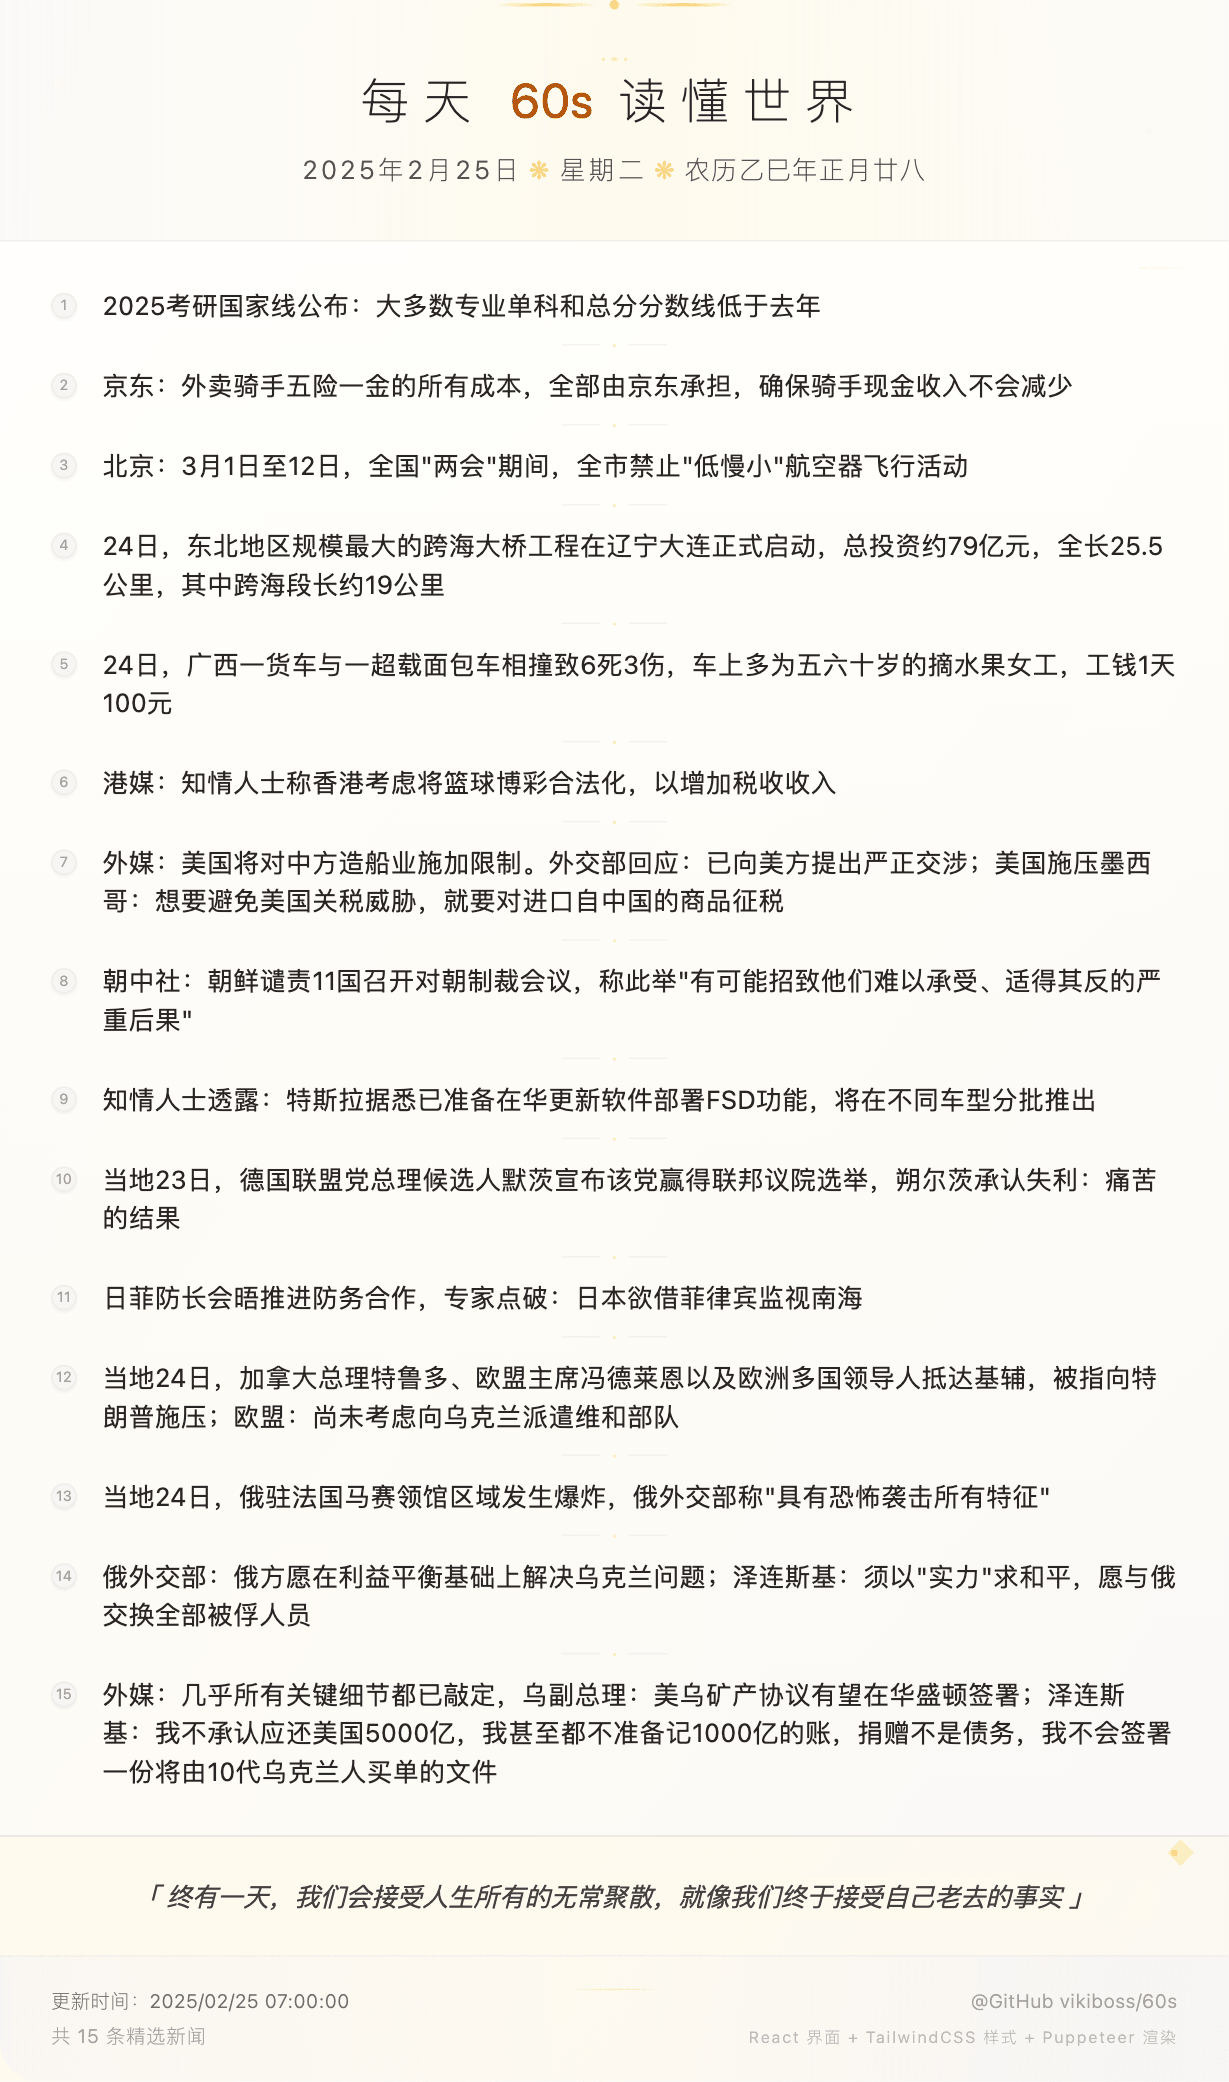 每天 60s 读懂世界
2025年2月25日 ❋ 星期二 ❋ 农历乙巳年正月廿八
1 2025考研国家线公布：大多数专业单科和总分分数线低于去年
2 京东：外卖骑手五险一金的所有成本，全部由京东承担，确保骑手现金收入不会减少
3 北京：3月1日至12日，全国"两会"期间，全市禁止"低慢小"航空器飞行活动
4 24日，东北地区规模最大的跨海大桥工程在辽宁大连正式启动，总投资约79亿元，全长25.5
公里，其中跨海段长约19公里
5 24日，广西一货车与一超载面包车相撞致6死3伤，车上多为五六十岁的摘水果女工，工钱1天
100元
6 港媒：知情人士称香港考虑将篮球博彩合法化，以增加税收收入
7 外媒：美国将对中方造船业施加限制。外交部回应：已向美方提出严正交涉；美国施压墨西
哥：想要避免美国关税威胁，就要对进口自中国的商品征税
8 朝中社：朝鲜谴责11国召开对朝制裁会议，称此举"有可能招致他们难以承受、适得其反的严
重后果"
9 知情人士透露：特斯拉据悉已准备在华更新软件部署FSD功能，将在不同车型分批推出
10 当地23日，德国联盟党总理候选人默茨宣布该党赢得联邦议院选举，朔尔茨承认失利：痛苦
的结果
11 日菲防长会晤推进防务合作，专家点破：日本欲借菲律宾监视南海
12 当地24日，加拿大总理特鲁多、欧盟主席冯德莱恩以及欧洲多国领导人抵达基辅，被指向特
朗普施压；欧盟：尚未考虑向乌克兰派遣维和部队
13 当地24日，俄驻法国马赛领馆区域发生爆炸，俄外交部称"具有恐怖袭击所有特征"
14 俄外交部：俄方愿在利益平衡基础上解决乌克兰问题；泽连斯基：须以"实力"求和平，愿与俄
交换全部被俘人员
15 外媒：几乎所有关键细节都已敲定，乌副总理：美乌矿产协议有望在华盛顿签署；泽连斯
基：我不承认应还美国5000亿，我甚至都不准备记1000亿的账，捐赠不是债务，我不会签署
一份将由10代乌克兰人买单的文件
「 终有一天，我们会接受人生所有的无常聚散，就像我们终于接受自己老去的事实 」
更新时间：2025/02/25 07:00:00
@GitHub vikiboss/60s
共 15 条精选新闻
React 界面 + TailwindCSS 样式 + Puppeteer 渲染